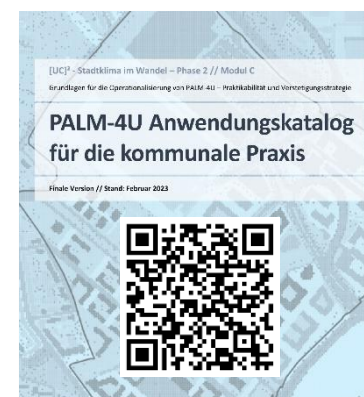 [UC]² - Stadtklima im Wandel – Phase 2 // Modul C
Grundlagen für die Operationalisierung von PALM-4U – Praktikabilität und Verstetigungsstrategie
PALM-4U Anwendungskatalog
für die kommunale Praxis
Finale Version // Stand: Februar 2023